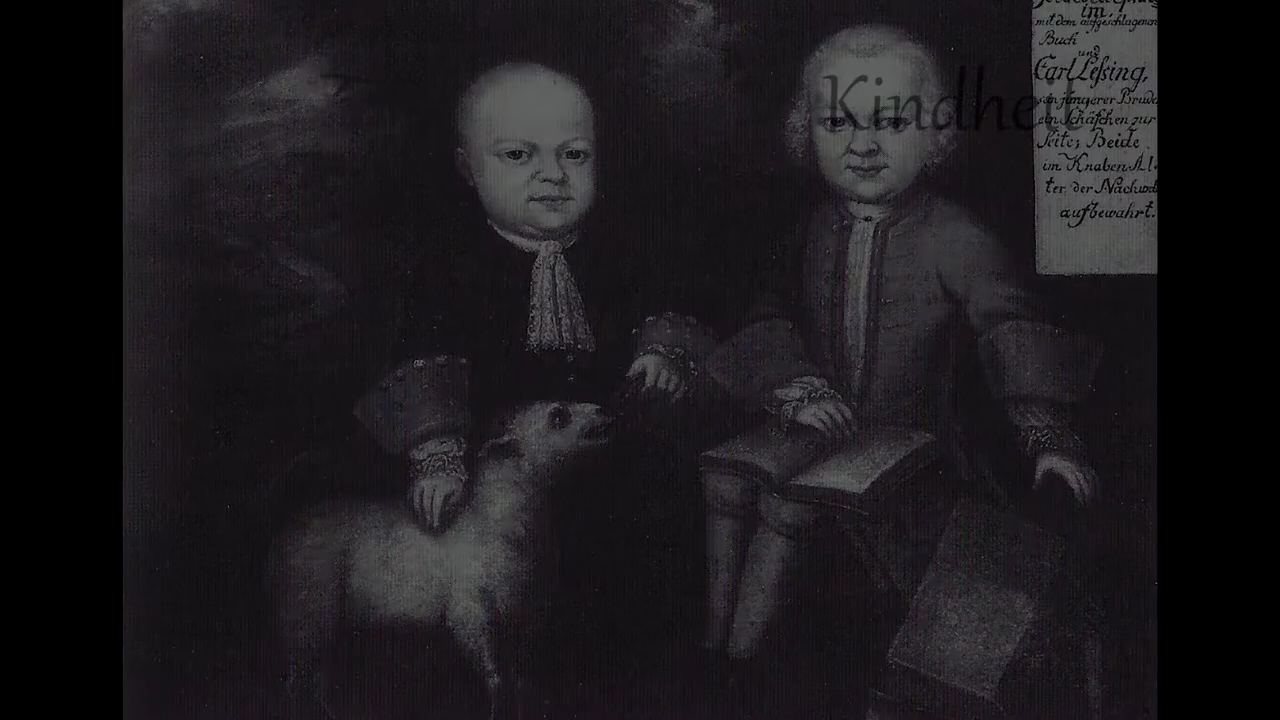 Kindheit
im
mit dem aufgeschlagenen
Buch
und
Carl Leſsing,
sein jüngerer Bruder
ein Schäfchen zur
Seite; Beide
im Knaben Al-
ter der Nachwelt
aufbewahrt.